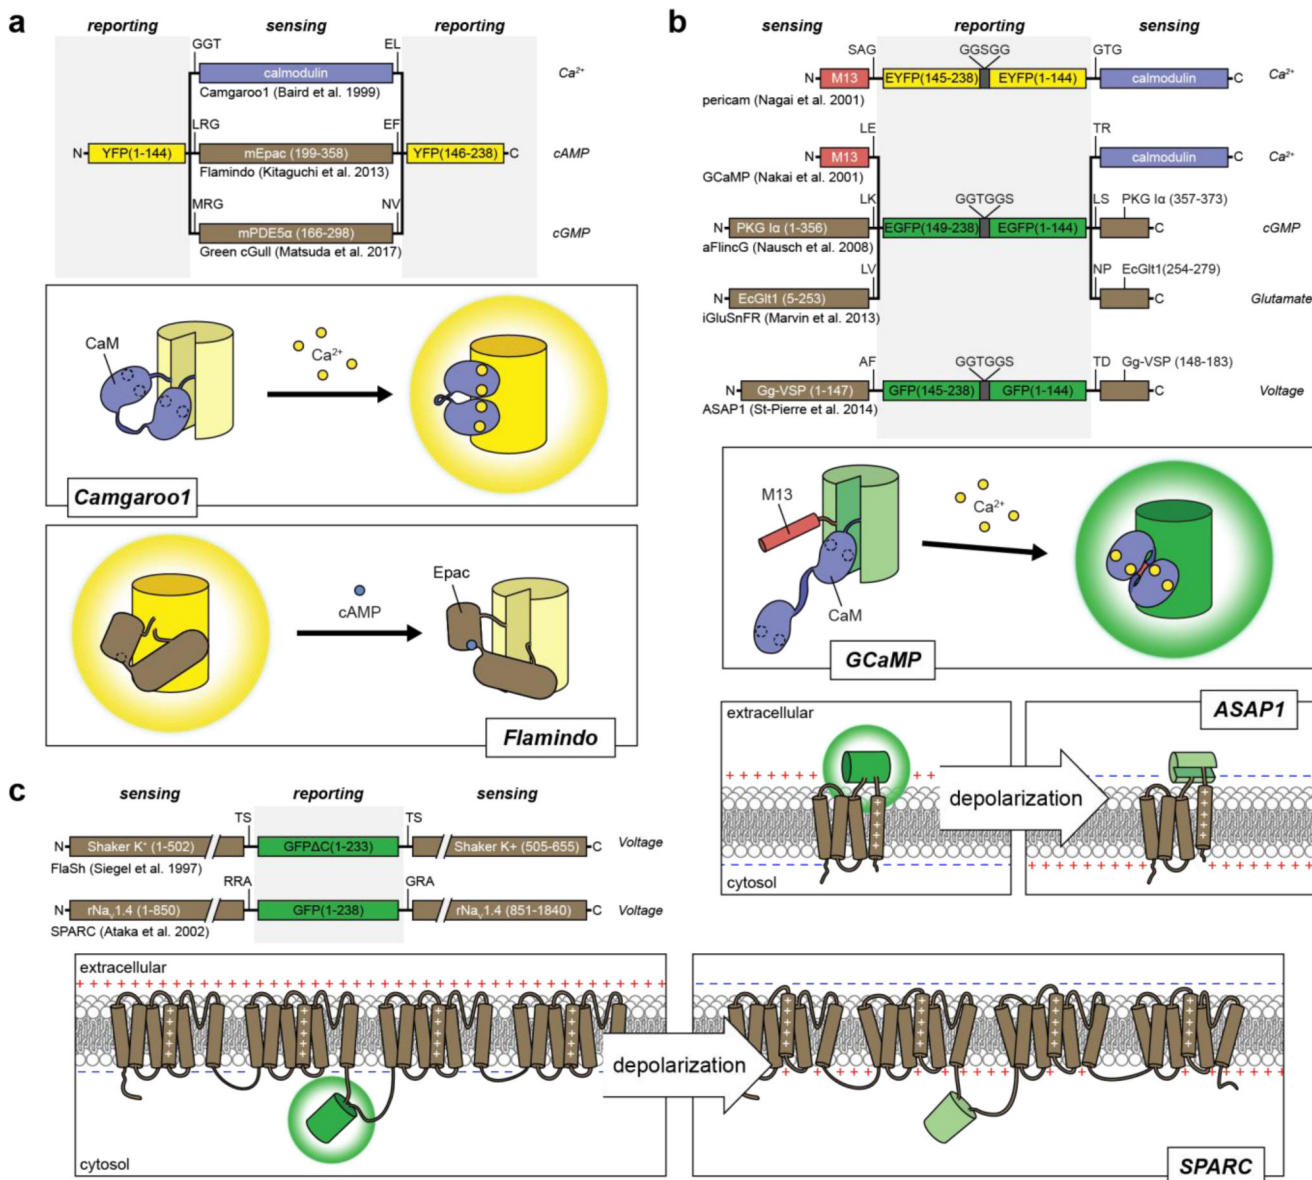 a
reporting sensing reporting
GGT EL
calmodulin Ca²⁺
Camgaroo1 (Baird et al. 1999)
LRG EF
N YFP(1-144) mEpac (199-358) YFP(146-238) C cAMP
Flamindo (Kitaguchi et al. 2013)
MRG NV
mPDE5α (166-298) cGMP
Green cGull (Matsuda et al. 2017)
CaM
Ca²⁺
Camgaroo1
Epac
cAMP
Flamindo
b
sensing reporting sensing
SAG GGSGG GTG
N M13 EYFP(145-238) EYFP(1-144) calmodulin C Ca²⁺
pericam (Nagai et al. 2001)
LE TR
N M13 calmodulin C Ca²⁺
GCaMP (Nakai et al. 2001)
LK GGTGGS LS PKG Iα (357-373)
N PKG Iα (1-356) EGFP(149-238) EGFP(1-144) C cGMP
aFlincG (Nausch et al. 2008)
LV NP EcGlt1(254-279)
N EcGlt1 (5-253) C Glutamate
iGluSnFR (Marvin et al. 2013)
AF GGTGGS TD Gg-VSP (148-183)
N Gg-VSP (1-147) GFP(145-238) GFP(1-144) C Voltage
ASAP1 (St-Pierre et al. 2014)
M13
Ca²⁺
CaM
GCaMP
extracellular
ASAP1
depolarization
cytosol
c
sensing reporting sensing
TS TS
N Shaker K⁺ (1-502) GFPΔC(1-233) Shaker K+ (505-655) C Voltage
FlaSh (Siegel et al. 1997)
RRA GRA
N rNaᵥ1.4 (1-850) GFP(1-238) rNaᵥ1.4 (851-1840) C Voltage
SPARC (Ataka et al. 2002)
extracellular
depolarization
cytosol
SPARC